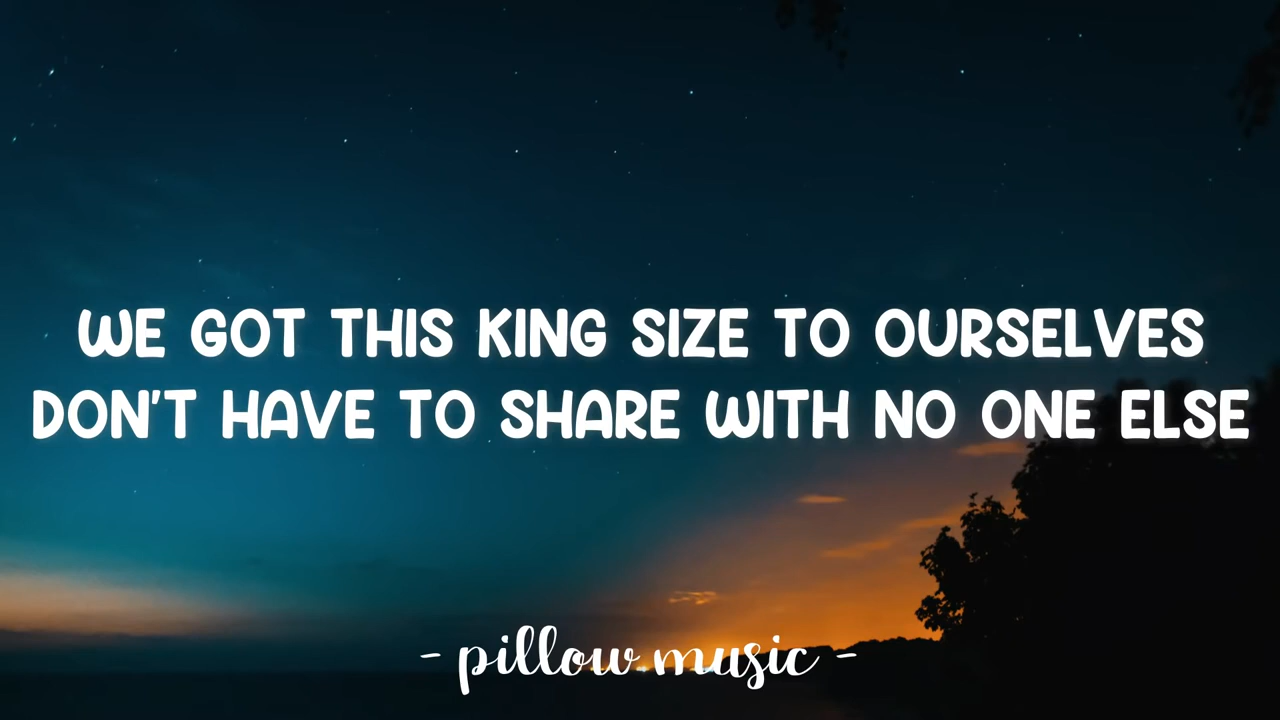 WE GOT THIS KING SIZE TO OURSELVES
DON'T HAVE TO SHARE WITH NO ONE ELSE
- pillow music -